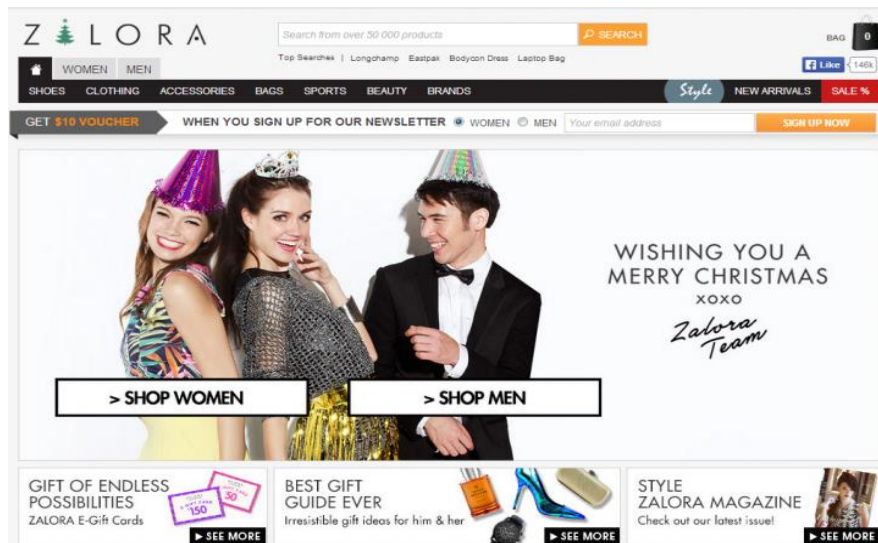 Z A L O R A
Search from over 50 000 products
SEARCH
BAG 0
Top Searches | Longchamp Eastpak Bodycon Dress Laptop Bag
Like 146k
WOMEN MEN
SHOES CLOTHING ACCESSORIES BAGS SPORTS BEAUTY BRANDS Style NEW ARRIVALS SALE %
GET $10 VOUCHER WHEN YOU SIGN UP FOR OUR NEWSLETTER WOMEN MEN Your email address SIGN UP NOW
WISHING YOU A
MERRY CHRISTMAS
xoxo
Zalora
Team
> SHOP WOMEN
> SHOP MEN
GIFT OF ENDLESS
POSSIBILITIES
ZALORA E-Gift Cards
150
50
SEE MORE
BEST GIFT
GUIDE EVER
Irresistible gift ideas for him & her
SEE MORE
STYLE
ZALORA MAGAZINE
Check out our latest issue!
SEE MORE